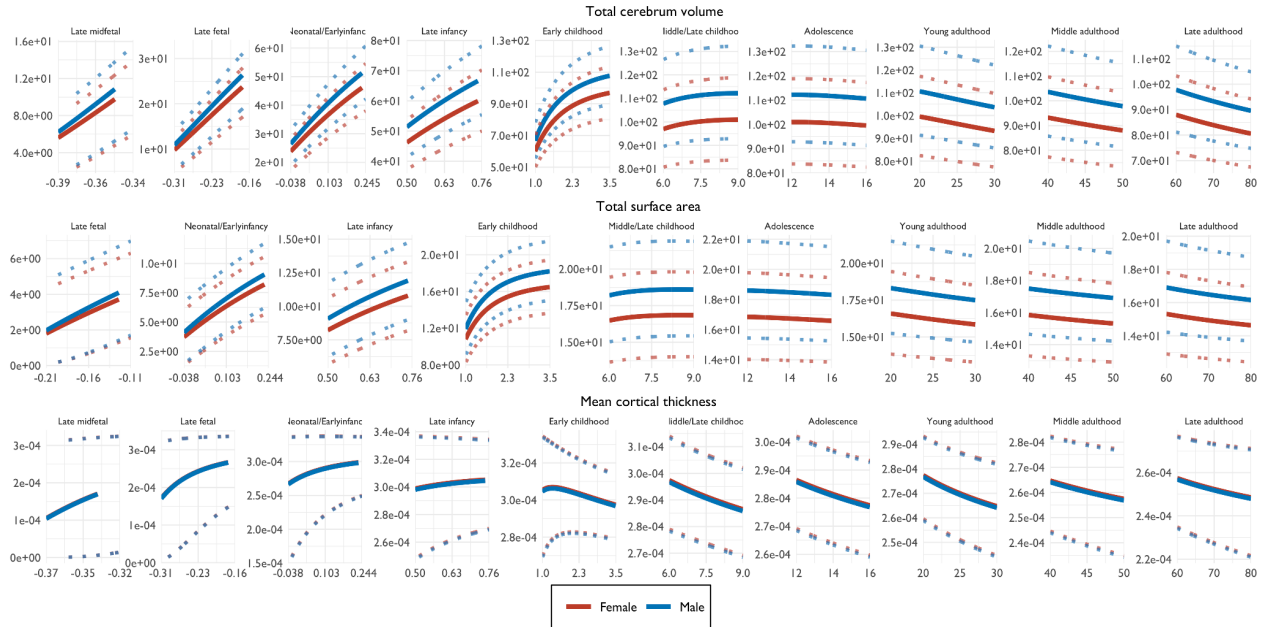 Total cerebrum volume
Late midfetal Late fetal Neonatal/Earlyinfanc Late infancy Early childhood iddle/Late childhoo Adolescence Young adulthood Middle adulthood Late adulthood
1.6e+01 1.2e+01 8.0e+00 4.0e+00
3e+01 2e+01 1e+01
6e+01 5e+01 4e+01 3e+01 2e+01
8e+01 7e+01 6e+01 5e+01 4e+01
1.3e+02 1.1e+02 9.0e+01 7.0e+01 5.0e+01
1.3e+02 1.2e+02 1.1e+02 1.0e+02 9.0e+01 8.0e+01
1.3e+02 1.2e+02 1.1e+02 1.0e+02 9.0e+01 8.0e+01
1.3e+02 1.2e+02 1.1e+02 1.0e+02 9.0e+01 8.0e+01
1.2e+02 1.1e+02 1.0e+02 9.0e+01 8.0e+01
1.1e+02 1.0e+02 9.0e+01 8.0e+01 7.0e+01
-0.39 -0.36 -0.34 -0.31 -0.23 -0.16 -0.038 0.103 0.245 0.50 0.63 0.76 1.0 2.3 3.5 6.0 7.5 9.0 12 14 16 20 25 30 40 45 50 60 70 80
Total surface area
Late fetal Neonatal/Earlyinfancy Late infancy Early childhood Middle/Late childhood Adolescence Young adulthood Middle adulthood Late adulthood
6e+00 4e+00 2e+00 0e+00
1.0e+01 7.5e+00 5.0e+00 2.5e+00
1.50e+01 1.25e+01 1.00e+01 7.50e+00
2.0e+01 1.6e+01 1.2e+01 8.0e+00
2.00e+01 1.75e+01 1.50e+01
2.2e+01 2.0e+01 1.8e+01 1.6e+01 1.4e+01
2.00e+01 1.75e+01 1.50e+01
2.0e+01 1.8e+01 1.6e+01 1.4e+01
2.0e+01 1.8e+01 1.6e+01 1.4e+01
-0.21 -0.16 -0.11 -0.038 0.103 0.244 0.50 0.63 0.76 1.0 2.3 3.5 6.0 7.5 9.0 12 14 16 20 25 30 40 45 50 60 70 80
Mean cortical thickness
Late midfetal Late fetal Neonatal/Earlyinfanc Late infancy Early childhood iddle/Late childhoo Adolescence Young adulthood Middle adulthood Late adulthood
3e-04 2e-04 1e-04 0e+00
3e-04 2e-04 1e-04 0e+00
3.0e-04 2.5e-04 2.0e-04 1.5e-04
3.4e-04 3.2e-04 3.0e-04 2.8e-04 2.6e-04
3.2e-04 3.0e-04 2.8e-04
3.1e-04 3.0e-04 2.9e-04 2.8e-04 2.7e-04
3.0e-04 2.9e-04 2.8e-04 2.7e-04 2.6e-04
2.9e-04 2.8e-04 2.7e-04 2.6e-04 2.5e-04
2.8e-04 2.7e-04 2.6e-04 2.5e-04 2.4e-04
2.6e-04 2.4e-04 2.2e-04
-0.37 -0.35 -0.32 -0.31 -0.23 -0.16 -0.038 0.103 0.244 0.50 0.63 0.76 1.0 2.3 3.5 6.0 7.5 9.0 12 14 16 20 25 30 40 45 50 60 70 80
Female Male